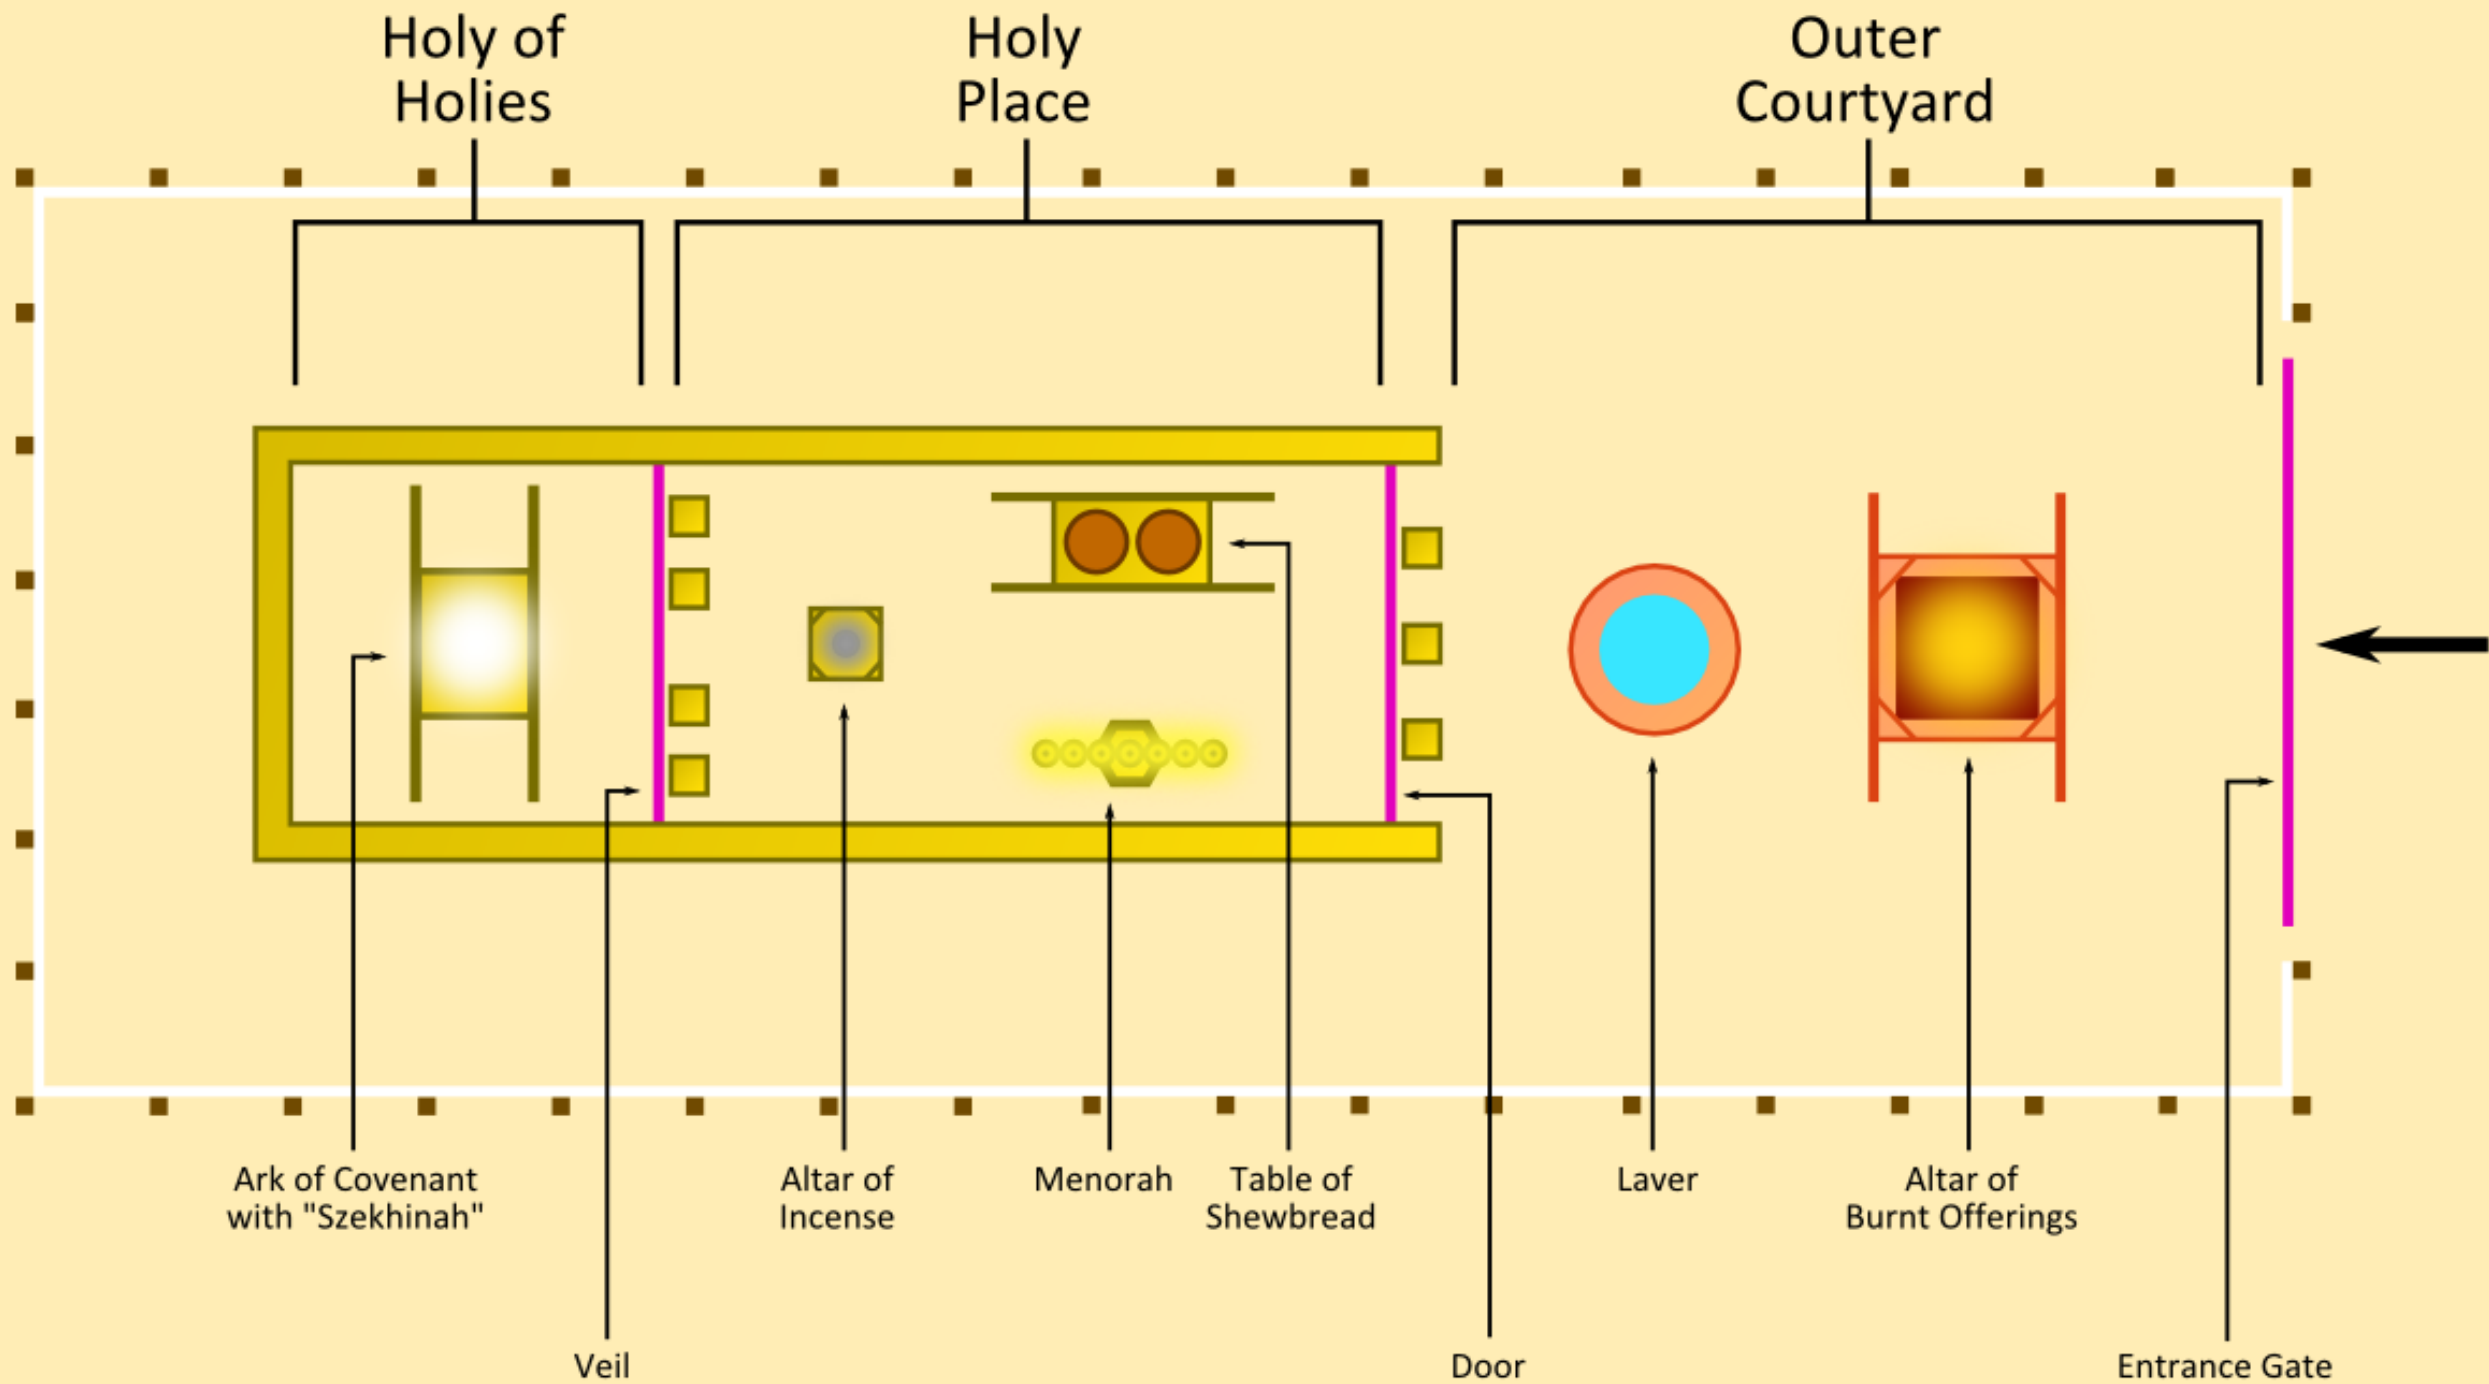 Holy of
Holies
Holy
Place
Outer
Courtyard
Ark of Covenant
with "Szekhinah"
Altar of
Incense
Menorah
Table of
Shewbread
Laver
Altar of
Burnt Offerings
Veil
Door
Entrance Gate